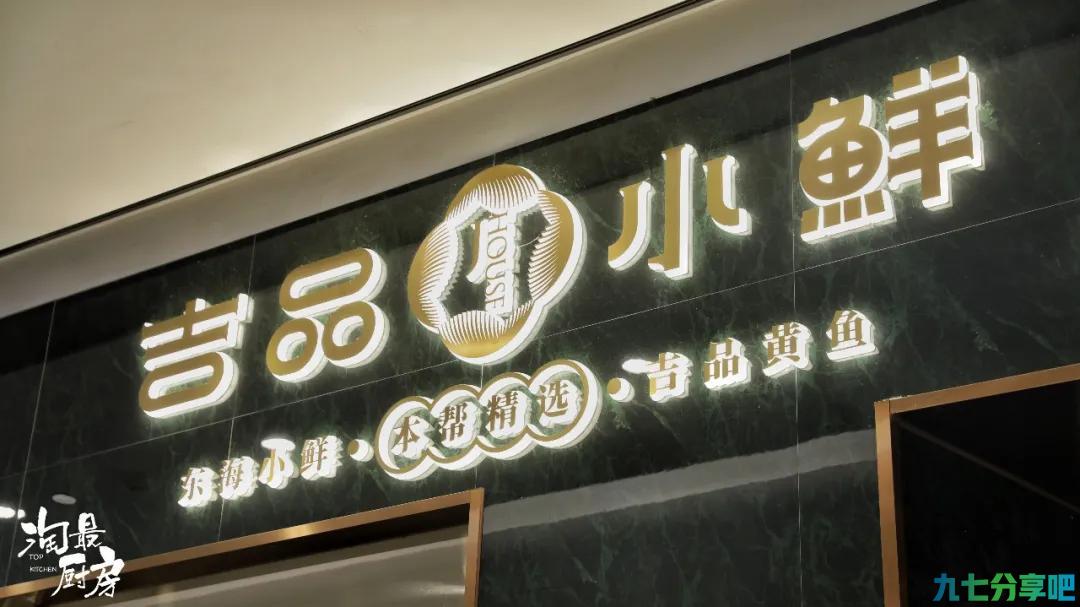 吉品 JI HOUSE 小鲜
东海小鲜·本帮精选·吉品黄鱼
淘最厨房
TOP KITCHEN
九七分享吧